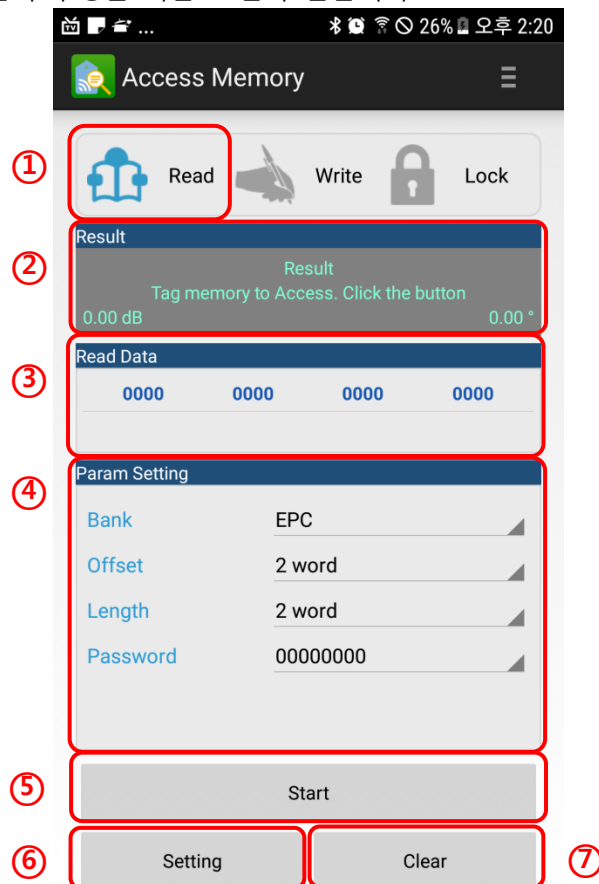 ... 26% 오후 2:20
Access Memory
① Read Write Lock
Result
② Result
Tag memory to Access. Click the button
0.00 dB 0.00 °
Read Data
③ 0000 0000 0000 0000
Param Setting
④
Bank EPC
Offset 2 word
Length 2 word
Password 00000000
⑤ Start
⑥ Setting Clear ⑦